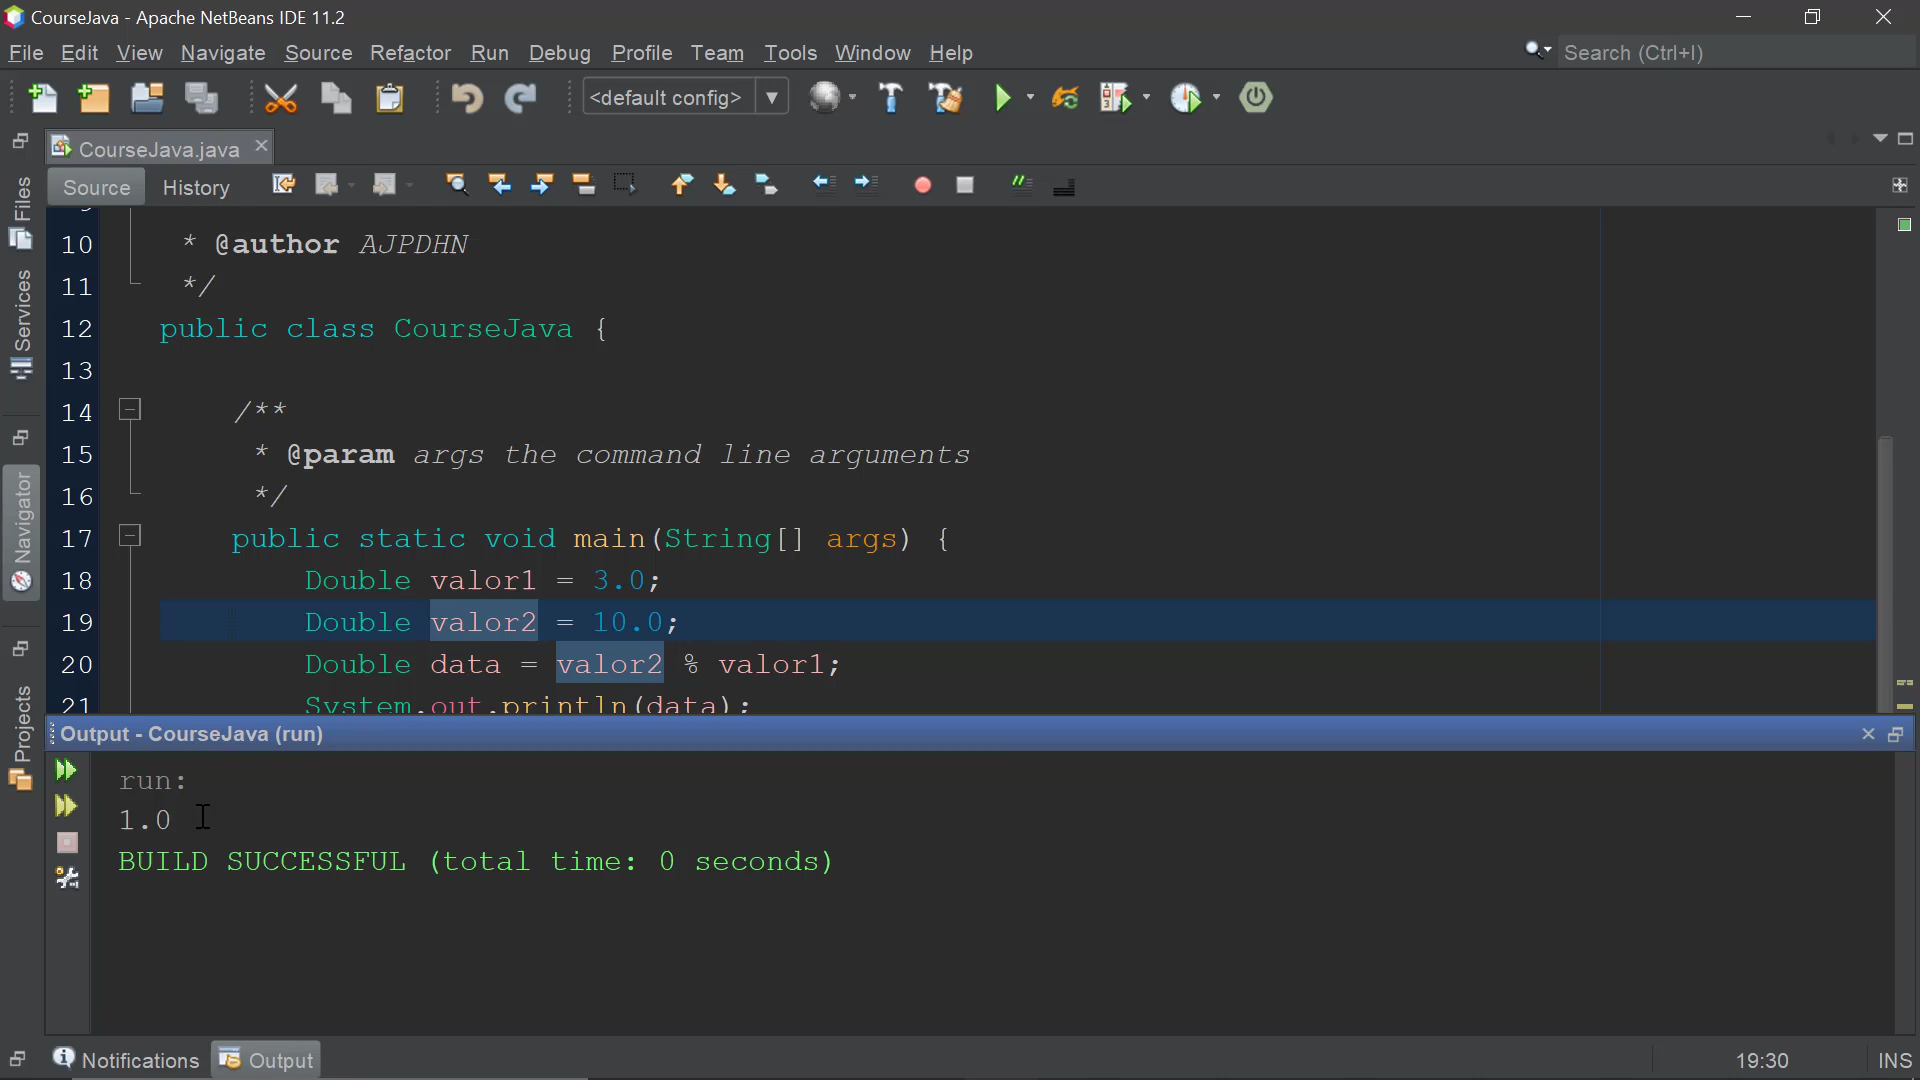 CourseJava - Apache NetBeans IDE 11.2
File Edit View Navigate Source Refactor Run Debug Profile Team Tools Window Help
Search (Ctrl+I)
<default config>
CourseJava.java
Source History
Files
Services
Navigator
Projects
10 * @author AJPDHN
11 */
12 public class CourseJava {
13
14 /**
15 * @param args the command line arguments
16 */
17 public static void main(String[] args) {
18 Double valor1 = 3.0;
19 Double valor2 = 10.0;
20 Double data = valor2 % valor1;
21 System.out.println(data);
Output - CourseJava (run)
run:
1.0
BUILD SUCCESSFUL (total time: 0 seconds)
Notifications Output
19:30 INS